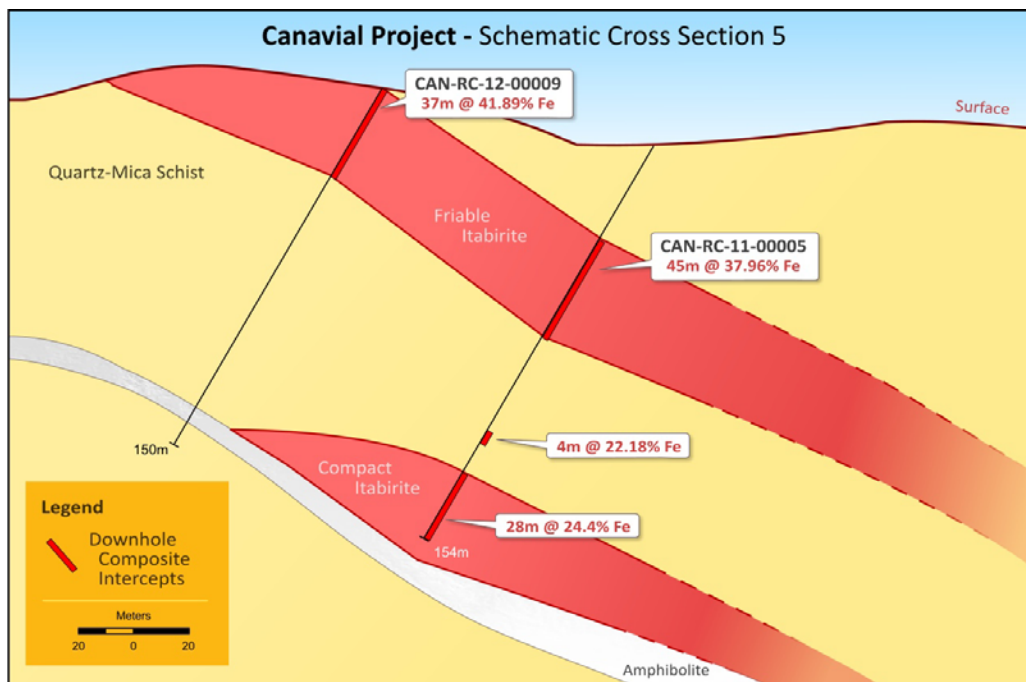 Canavial Project - Schematic Cross Section 5
CAN-RC-12-00009
37m @ 41.89% Fe
Surface
Quartz-Mica Schist
Friable
Itabirite
CAN-RC-11-00005
45m @ 37.96% Fe
150m
4m @ 22.18% Fe
Compact
Itabirite
28m @ 24.4% Fe
154m
Legend
Downhole
Composite
Intercepts
Meters
20 0 20
Amphibolite